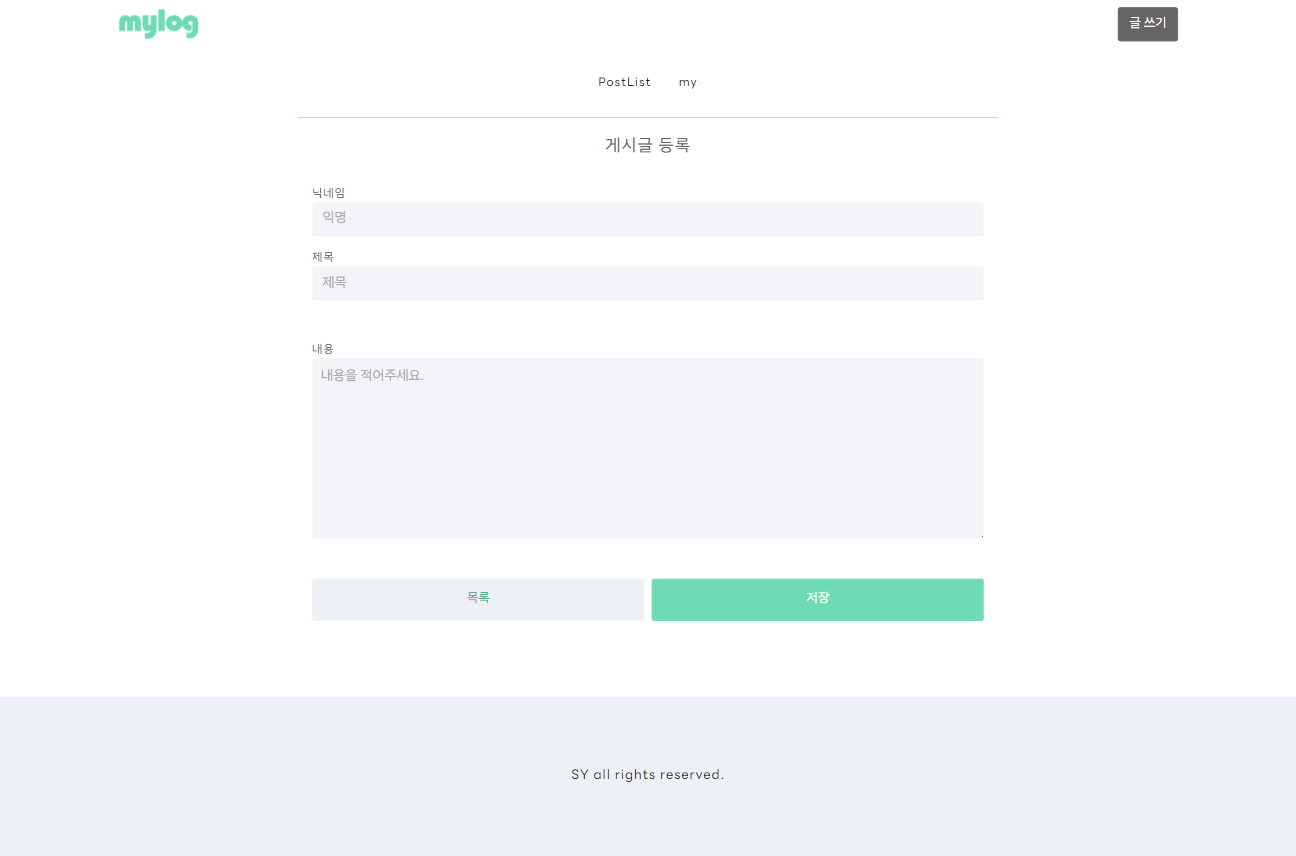 mylog
글 쓰기
PostList my
게시글 등록
닉네임
익명
제목
제목
내용
내용을 적어주세요.
목록 저장
SY all rights reserved.